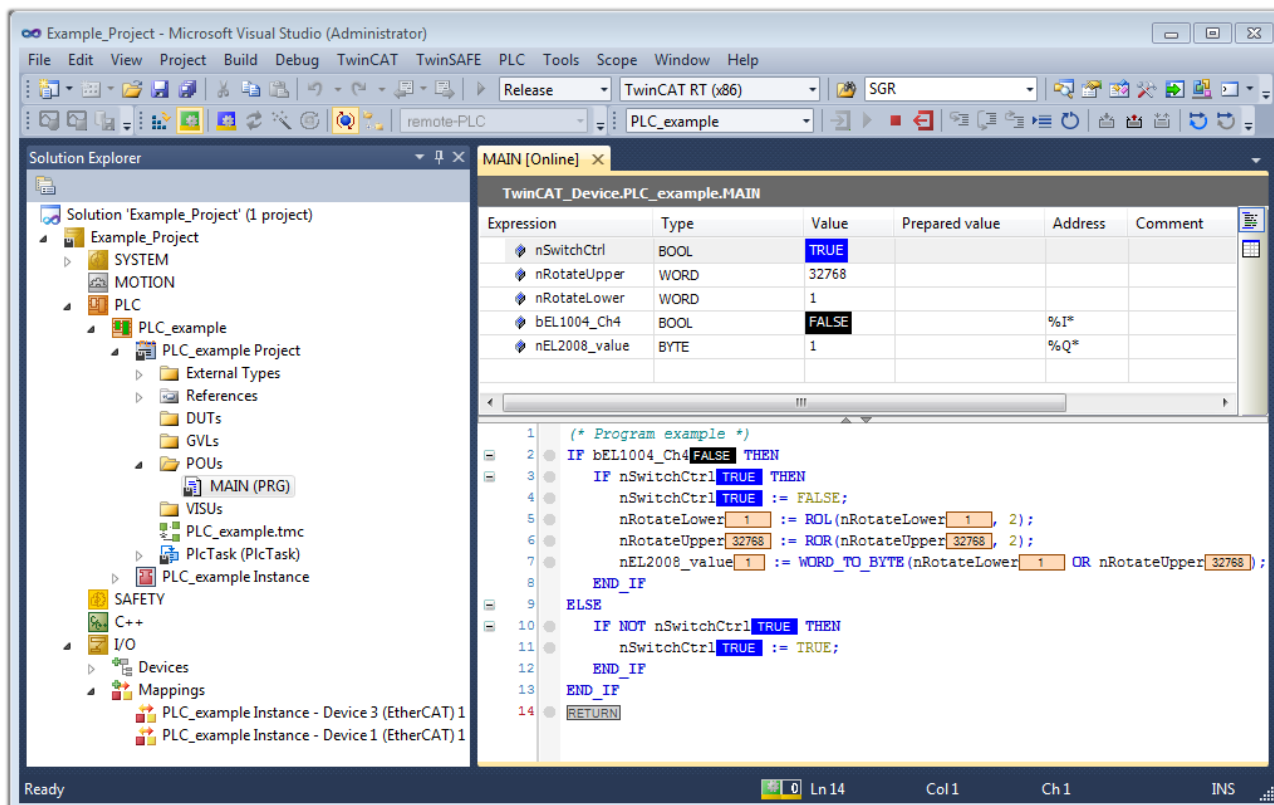 Example_Project - Microsoft Visual Studio (Administrator)
File Edit View Project Build Debug TwinCAT TwinSAFE PLC Tools Scope Window Help
Release TwinCAT RT (x86) SGR
remote-PLC PLC_example
Solution Explorer
Solution 'Example_Project' (1 project)
Example_Project
SYSTEM
MOTION
PLC
PLC_example
PLC_example Project
External Types
References
DUTs
GVLs
POUs
MAIN (PRG)
VISUs
PLC_example.tmc
PlcTask (PlcTask)
PLC_example Instance
SAFETY
C++
I/O
Devices
Mappings
PLC_example Instance - Device 3 (EtherCAT) 1
PLC_example Instance - Device 1 (EtherCAT) 1
MAIN [Online]
TwinCAT_Device.PLC_example.MAIN
Expression Type Value Prepared value Address Comment
nSwitchCtrl BOOL TRUE
nRotateUpper WORD 32768
nRotateLower WORD 1
bEL1004_Ch4 BOOL FALSE %I*
nEL2008_value BYTE 1 %Q*
1 (* Program example *)
2 IF bEL1004_Ch4 FALSE THEN
3 IF nSwitchCtrl TRUE THEN
4 nSwitchCtrl TRUE := FALSE;
5 nRotateLower 1 := ROL(nRotateLower 1 , 2);
6 nRotateUpper 32768 := ROR(nRotateUpper 32768 , 2);
7 nEL2008_value 1 := WORD_TO_BYTE(nRotateLower 1 OR nRotateUpper 32768 );
8 END_IF
9 ELSE
10 IF NOT nSwitchCtrl TRUE THEN
11 nSwitchCtrl TRUE := TRUE;
12 END_IF
13 END_IF
14 RETURN
Ready 0 Ln 14 Col 1 Ch 1 INS